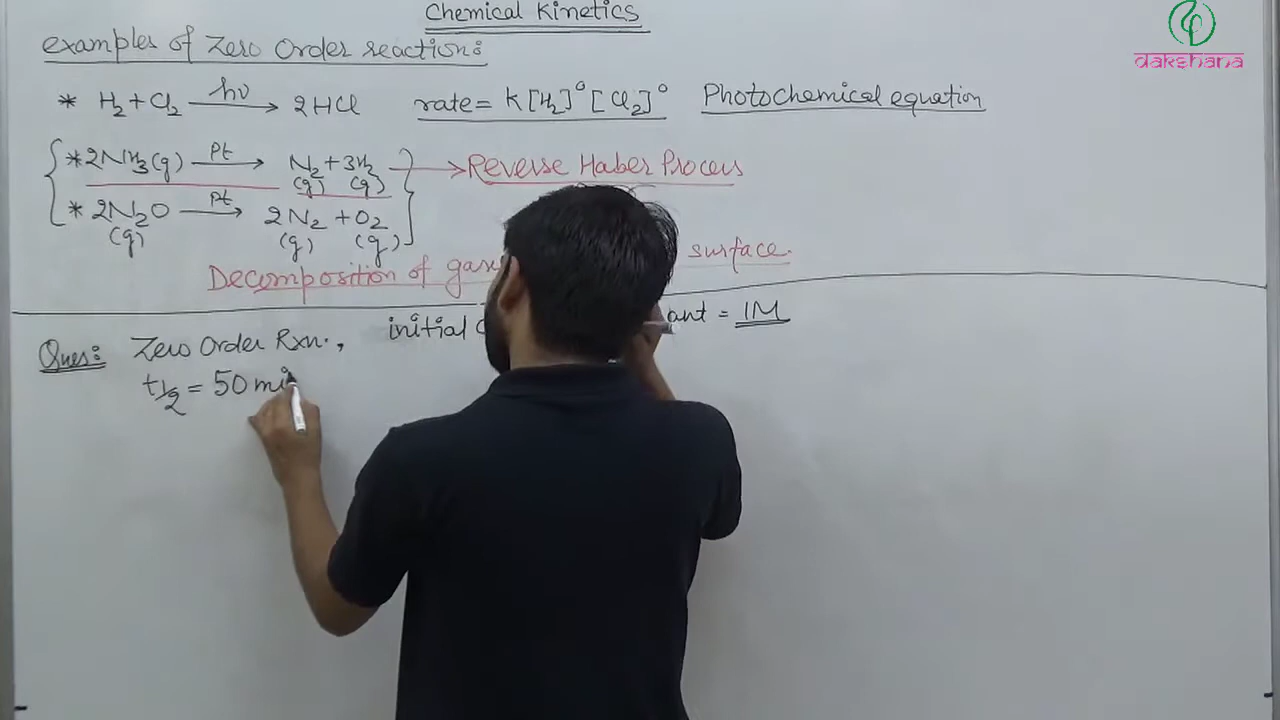 Chemical Kinetics
dakshana
examples of Zero Order reaction:
* H₂ + Cl₂ —hν→ 2HCl rate = K[H₂]⁰[Cl₂]⁰ Photochemical equation
*2NH₃(g) —Pt→ N₂ + 3H₂ → Reverse Haber Process
(g) (g)
* 2N₂O —Pt→ 2N₂ + O₂
(g) (g) (g)
Decomposition of surface.
Ques: Zero Order Rxn., initial ant = 1M
t½ = 50 mi